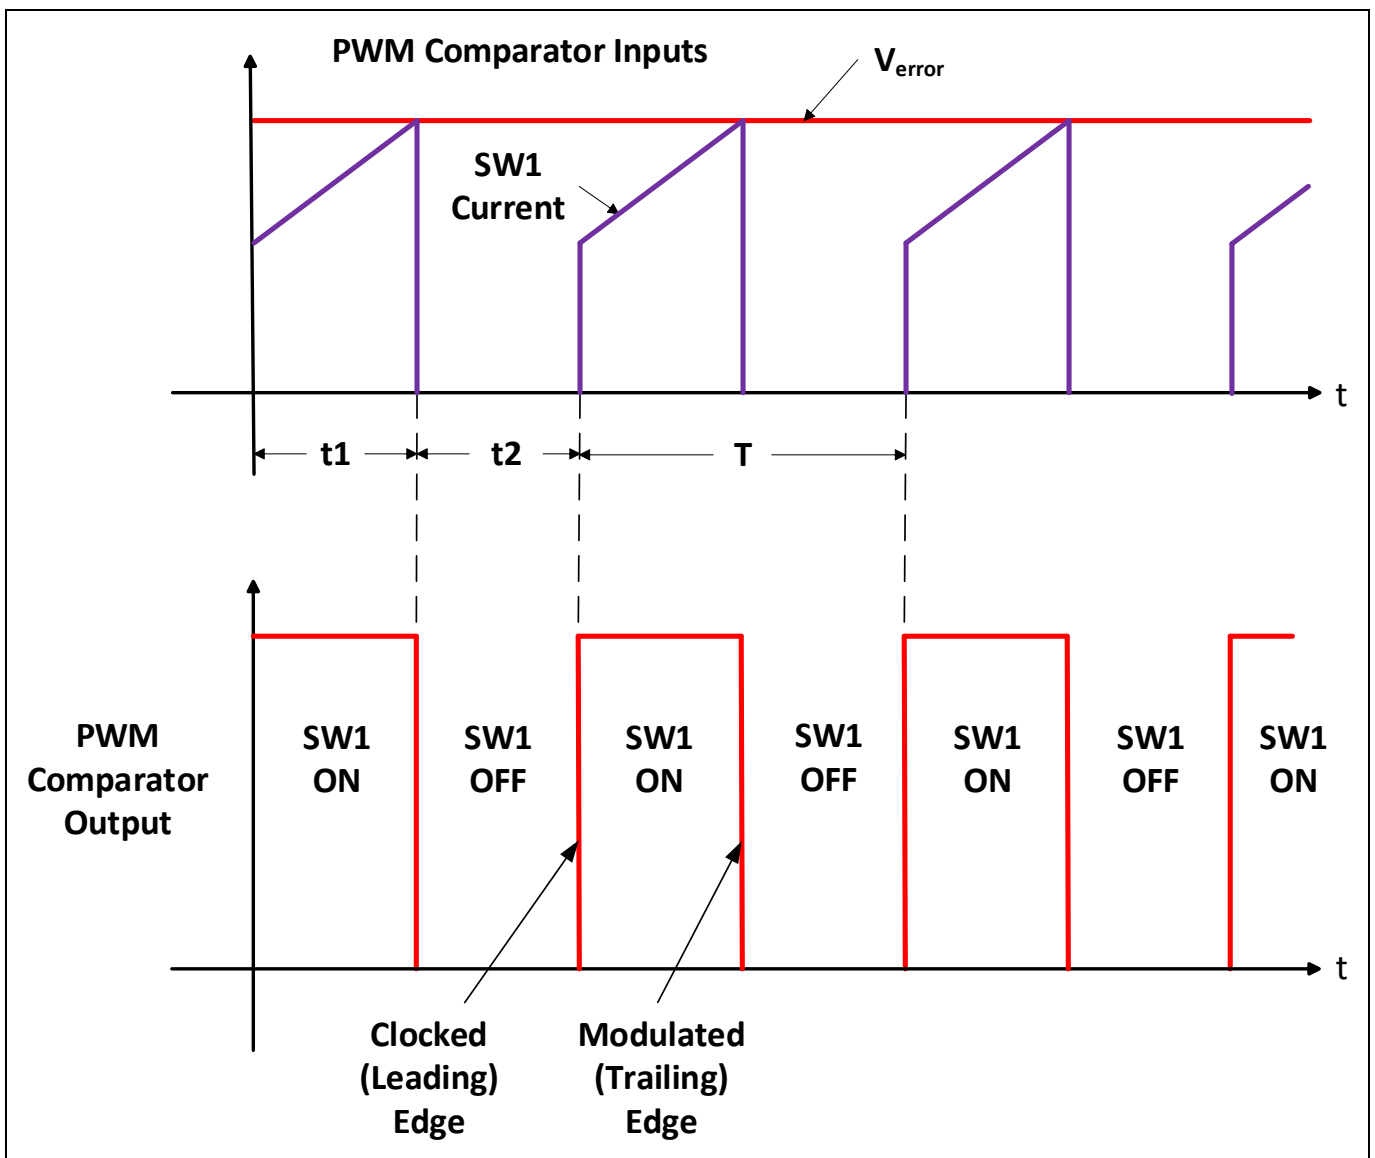 PWM Comparator Inputs
Verror
SW1
Current
t
t1
t2
T
PWM
Comparator
Output
SW1
ON
SW1
OFF
SW1
ON
SW1
OFF
SW1
ON
SW1
OFF
SW1
ON
t
Clocked
(Leading)
Edge
Modulated
(Trailing)
Edge